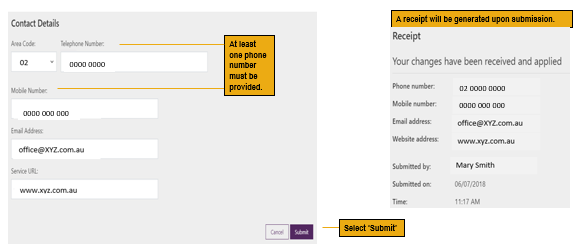 Contact Details
Area Code: Telephone Number:
02 0000 0000
At least
one phone
number
must be
provided.
Mobile Number:
0000 000 000
Email Address:
office@XYZ.com.au
Service URL:
www.xyz.com.au
Cancel Submit
Select 'Submit'
A receipt will be generated upon submission.
Receipt
Your changes have been received and applied
Phone number: 02 0000 0000
Mobile number: 0000 000 000
Email address: office@XYZ.com.au
Website address: www.xyz.com.au
Submitted by: Mary Smith
Submitted on: 06/07/2018
Time: 11:17 AM